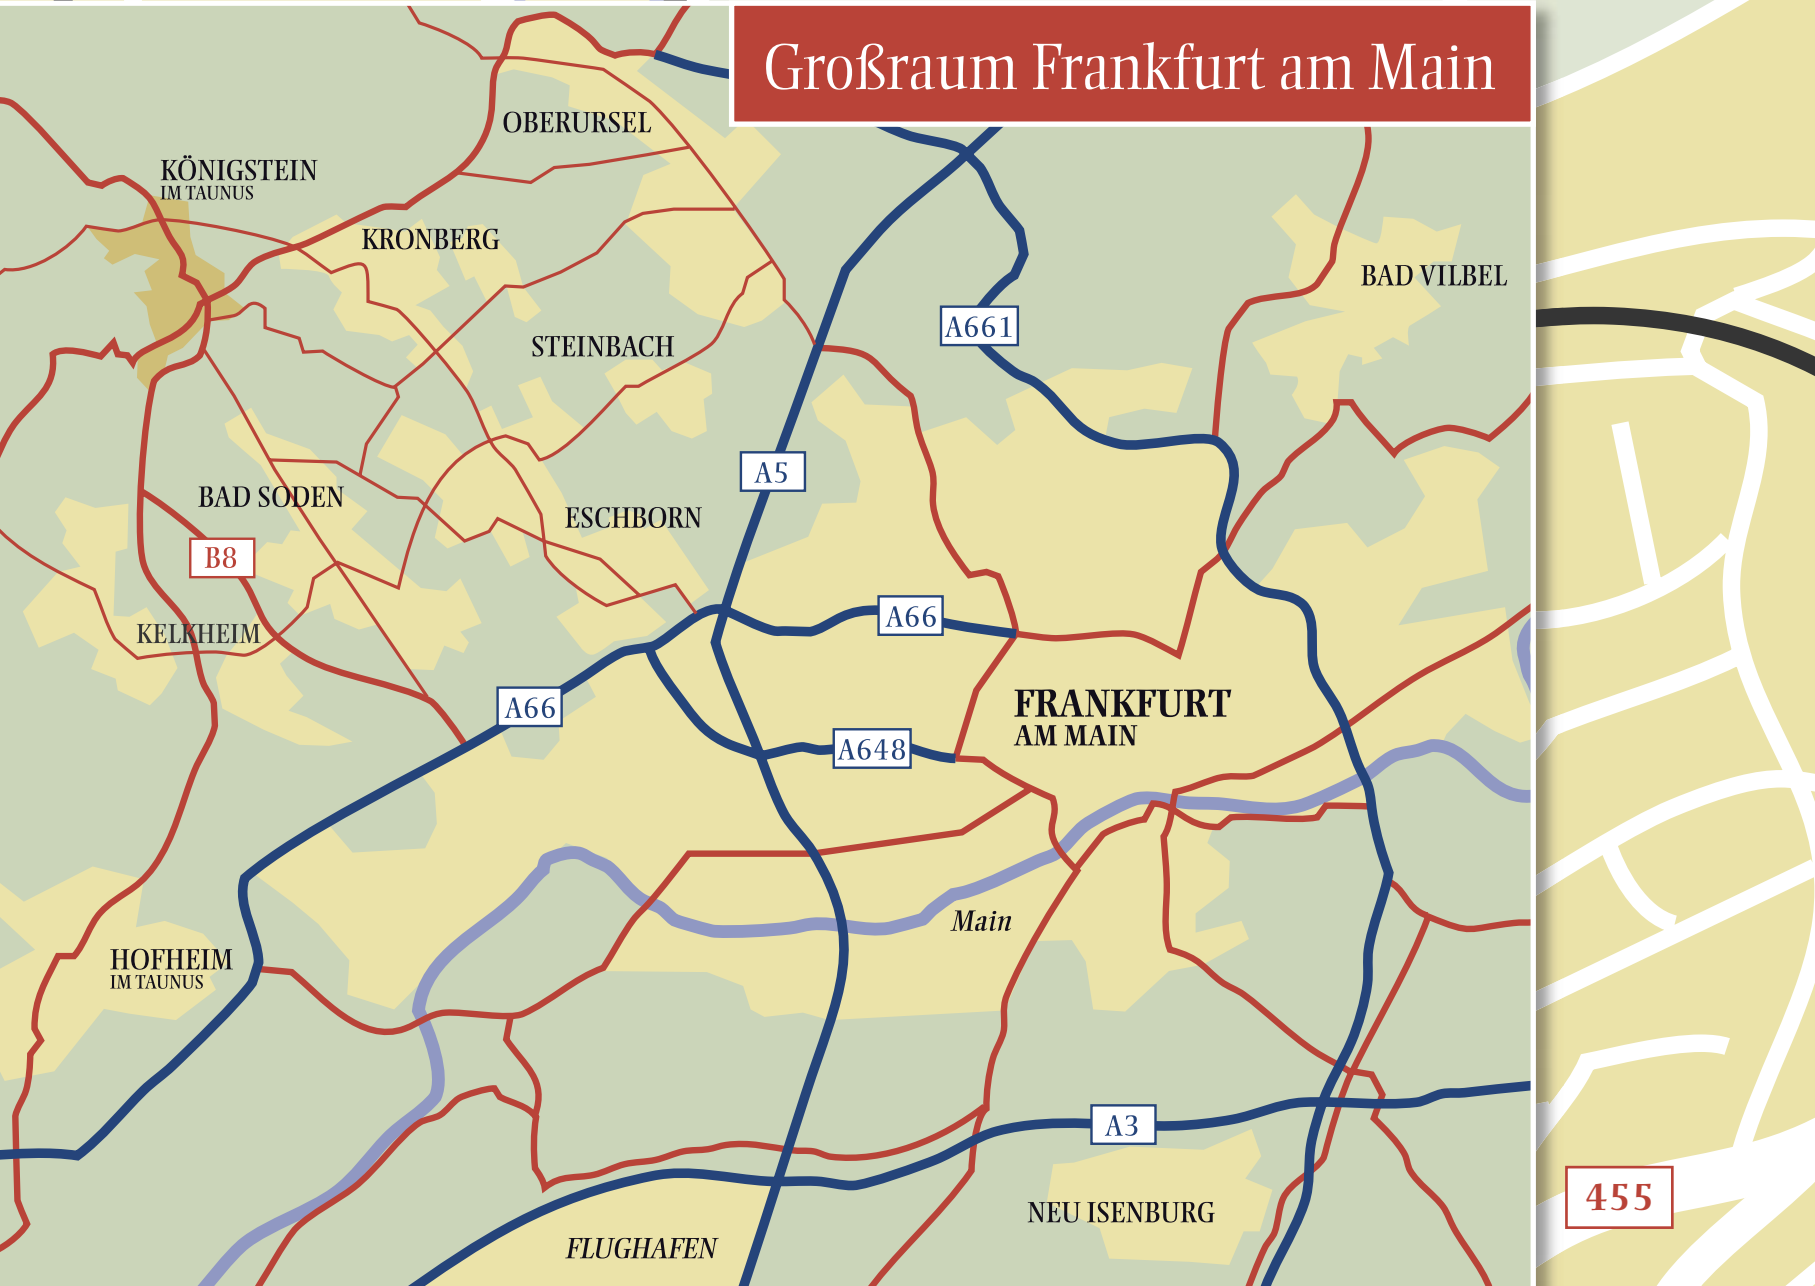 Großraum Frankfurt am Main
OBERURSEL
KÖNIGSTEIN
IM TAUNUS
KRONBERG
BAD VILBEL
A661
STEINBACH
A5
BAD SODEN
ESCHBORN
B8
A66
KELKHEIM
A66
FRANKFURT
AM MAIN
A648
Main
HOFHEIM
IM TAUNUS
A3
455
NEU ISENBURG
FLUGHAFEN